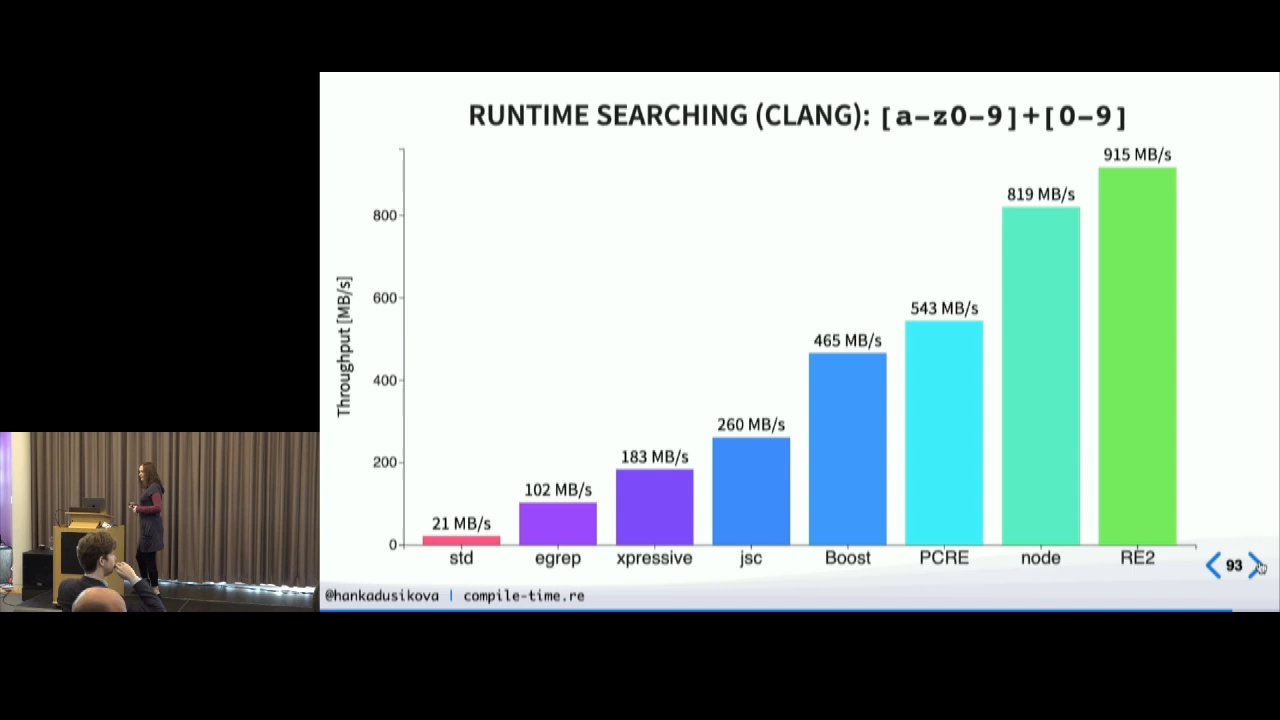 RUNTIME SEARCHING (CLANG): [a-z0-9]+[0-9]
Throughput [MB/s]
800
600
400
200
0
21 MB/s
102 MB/s
183 MB/s
260 MB/s
465 MB/s
543 MB/s
819 MB/s
915 MB/s
std
egrep
xpressive
jsc
Boost
PCRE
node
RE2
93
@hankadusikova | compile-time.re